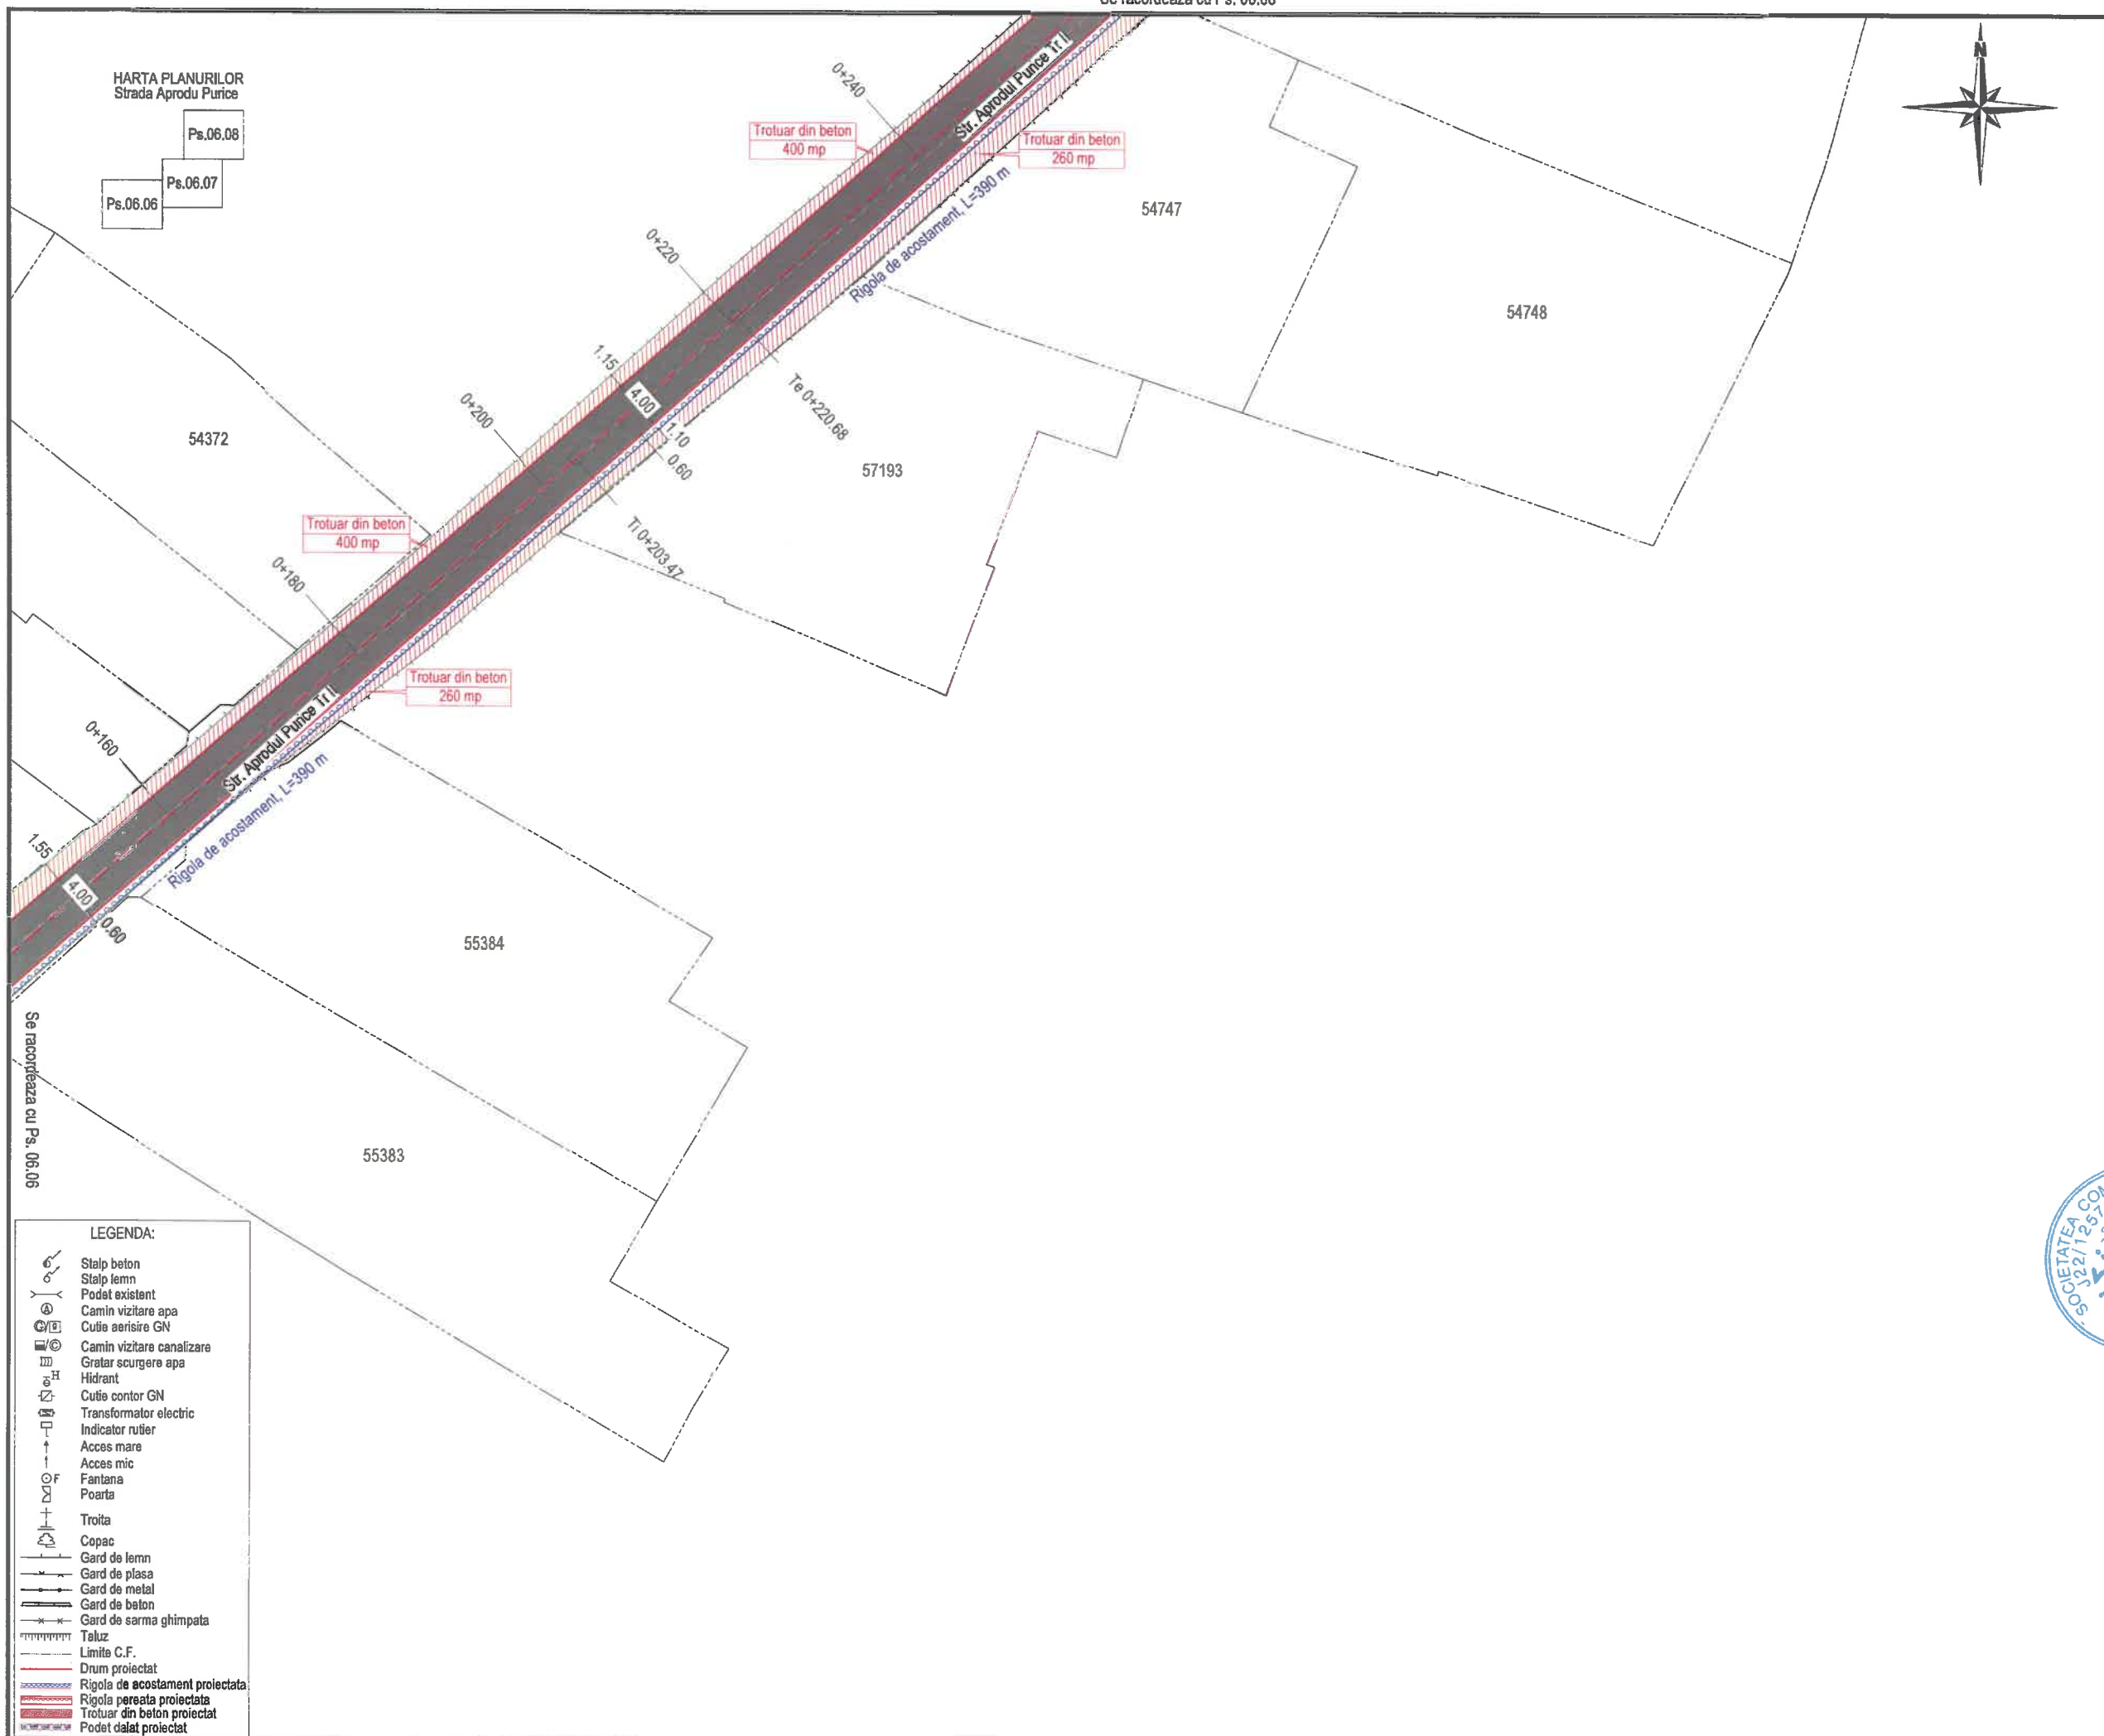 Se racordeaza cu Ps. 06.08
HARTA PLANURILOR
Strada Aprodu Purice
Ps.06.08
Ps.06.07
Ps.06.06
N
0+240
Str. Aprodul Purice Tr II
Trotuar din beton
400 mp
Trotuar din beton
260 mp
Rigola de acostament, L=390 m
54747
54748
0+220
1.15
4.00
1.10
0.60
Te 0+220.68
0+200
54372
57193
Ti 0+203.47
Trotuar din beton
400 mp
0+180
Trotuar din beton
260 mp
0+160
Str. Aprodul Purice Tr II
Rigola de acostament, L=390 m
1.55
4.00
0.60
55384
55383
Se racordeaza cu Ps. 06.06
SOCIETATEA CO
J22/1257
LEGENDA:
Stalp beton
Stalp lemn
Podet existent
A Camin vizitare apa
Cutie aerisire GN
Camin vizitare canalizare
Gratar scurgere apa
H Hidrant
Cutie contor GN
Transformator electric
Indicator rutier
Acces mare
Acces mic
F Fantana
Poarta
Troita
Copac
Gard de lemn
Gard de plasa
Gard de metal
Gard de beton
Gard de sarma ghimpata
Taluz
Limite C.F.
Drum proiectat
Rigola de acostament proiectata
Rigola pereata proiectata
Trotuar din beton proiectat
Podet dalat proiectat